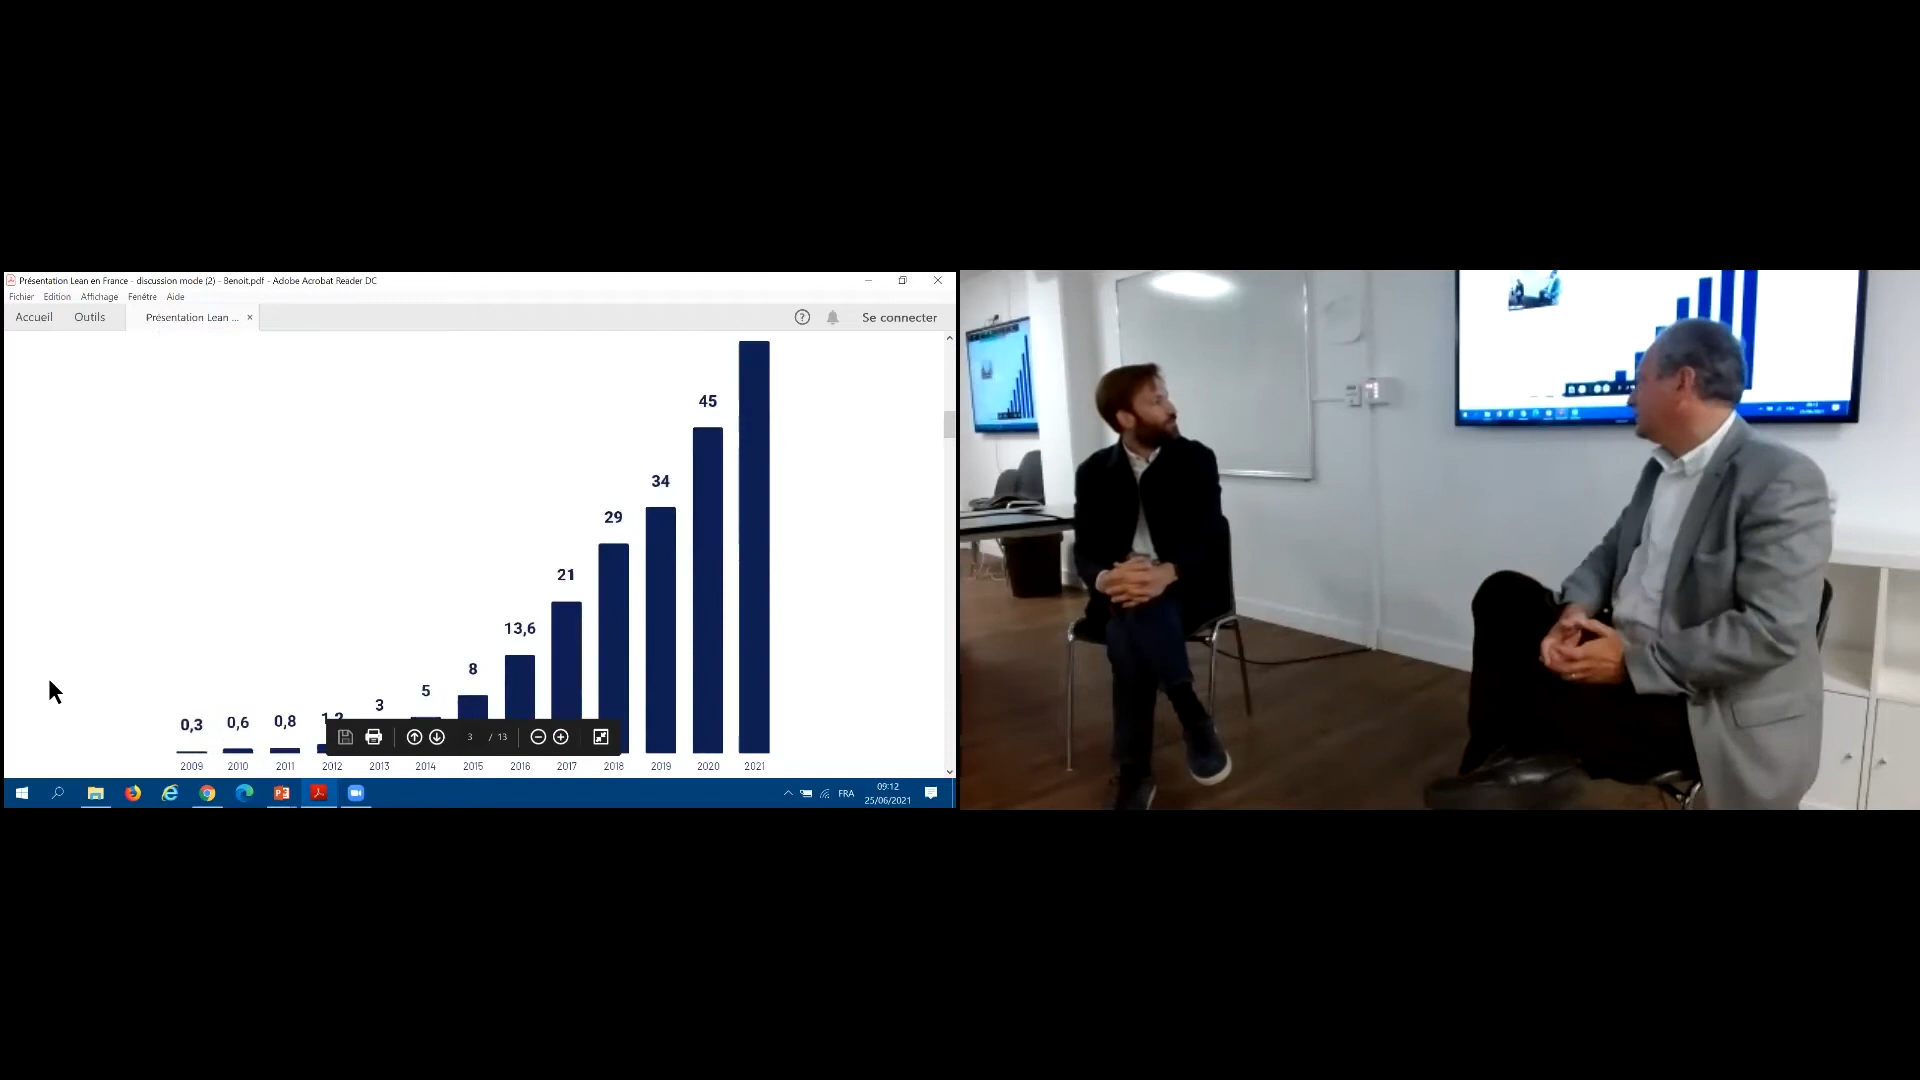 Présentation Lean en France - discussion mode (2) - Benoit.pdf - Adobe Acrobat Reader DC
Fichier Edition Affichage Fenêtre Aide
Accueil Outils Présentation Lean ... × Se connecter
45
34
29
21
13,6
8
5
3
1,2
0,8
0,6
0,3
3 / 13
2009 2010 2011 2012 2013 2014 2015 2016 2017 2018 2019 2020 2021
FRA
09:12
25/06/2021